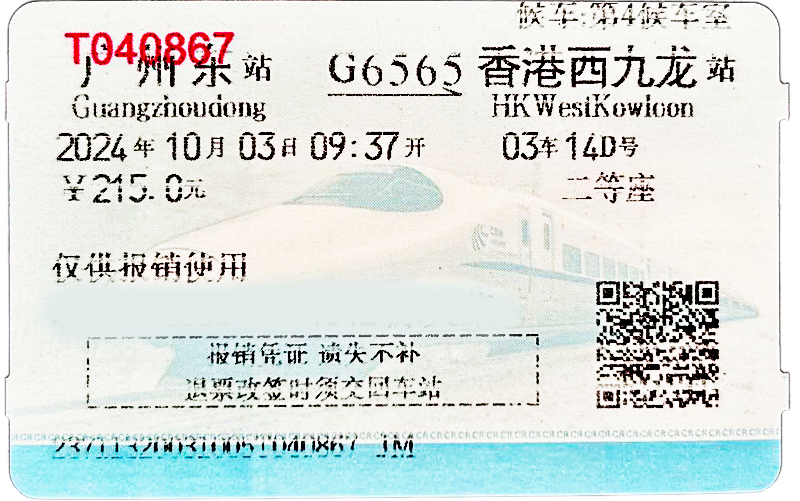 候车:第4候车室
T040867
广州东站 G6565 香港西九龙站
Guangzhoudong HKWestKowloon
2024年10月03日09:37开 03车14D号
￥215.0元 二等座
仅供报销使用
报销凭证 遗失不补
退票改签时须交回车站
237113200310051040867 JM